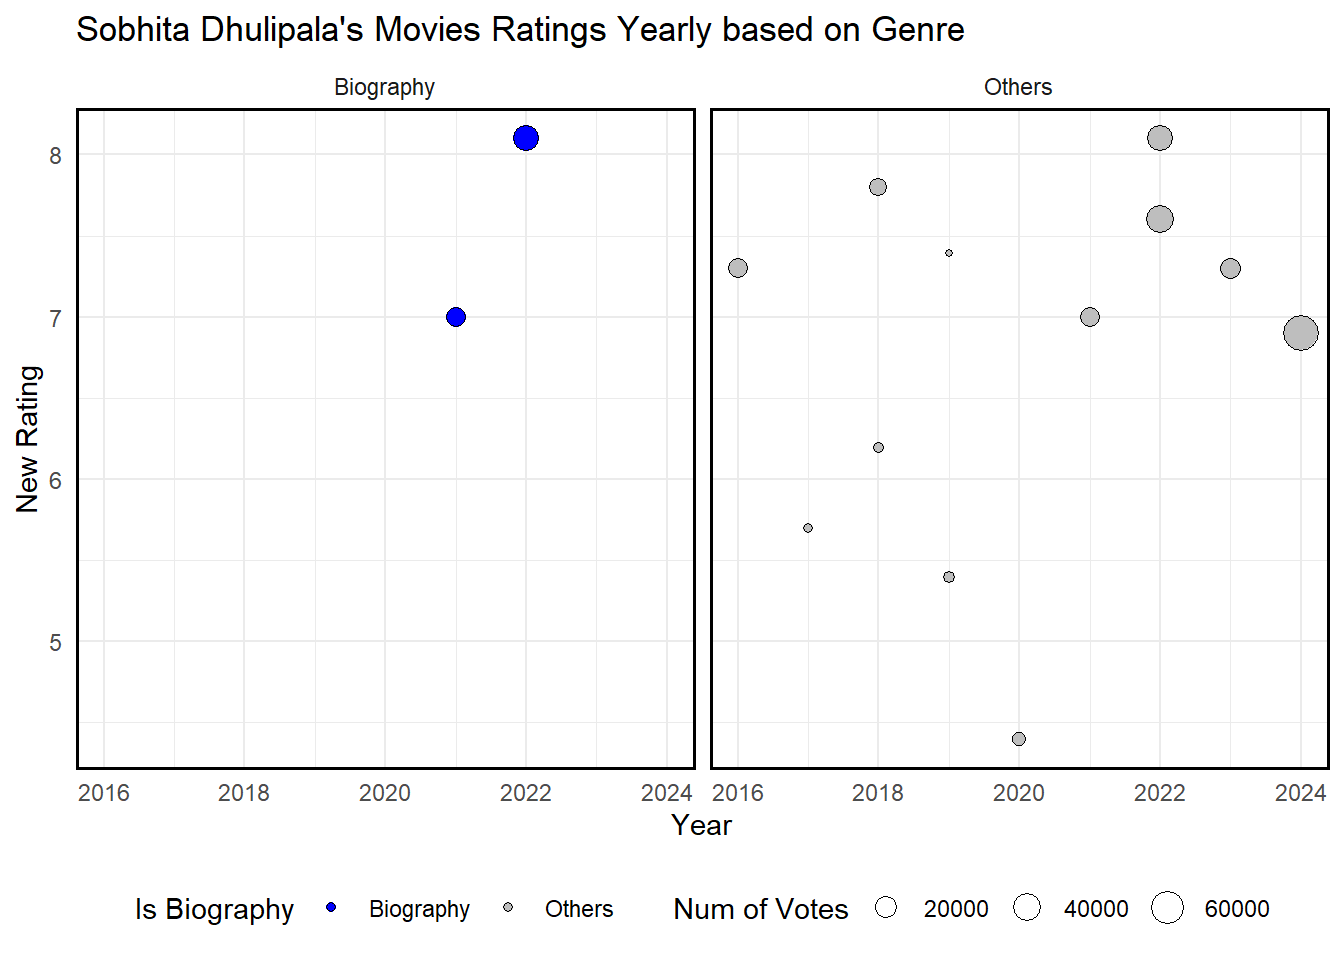 Sobhita Dhulipala's Movies Ratings Yearly based on Genre
Biography
Others
New Rating
8
7
6
5
2016 2018 2020 2022 2024
2016 2018 2020 2022 2024
Year
Is Biography Biography Others Num of Votes 20000 40000 60000